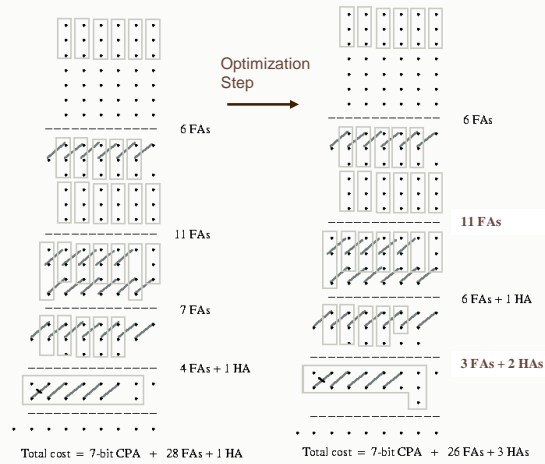 Optimization
Step
6 FAs
11 FAs
7 FAs
4 FAs + 1 HA
Total cost = 7-bit CPA + 28 FAs + 1 HA
6 FAs
11 FAs
6 FAs + 1 HA
3 FAs + 2 HAs
Total cost = 7-bit CPA + 26 FAs + 3 HAs